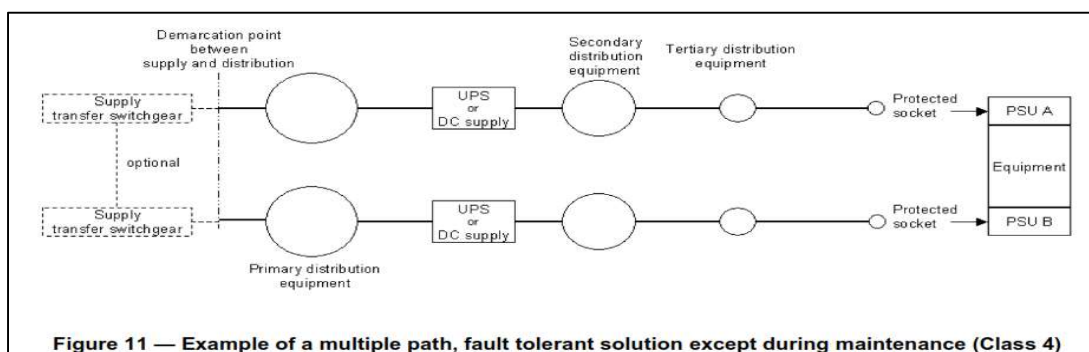 Demarcation point
between
supply and distribution
Secondary
distribution
equipment
Tertiary distribution
equipment
Supply
transfer switchgear
UPS
or
DC supply
Protected
socket
PSU A
optional
Equipment
Supply
transfer switchgear
UPS
or
DC supply
Protected
socket
PSU B
Primary distribution
equipment
Figure 11 — Example of a multiple path, fault tolerant solution except during maintenance (Class 4)